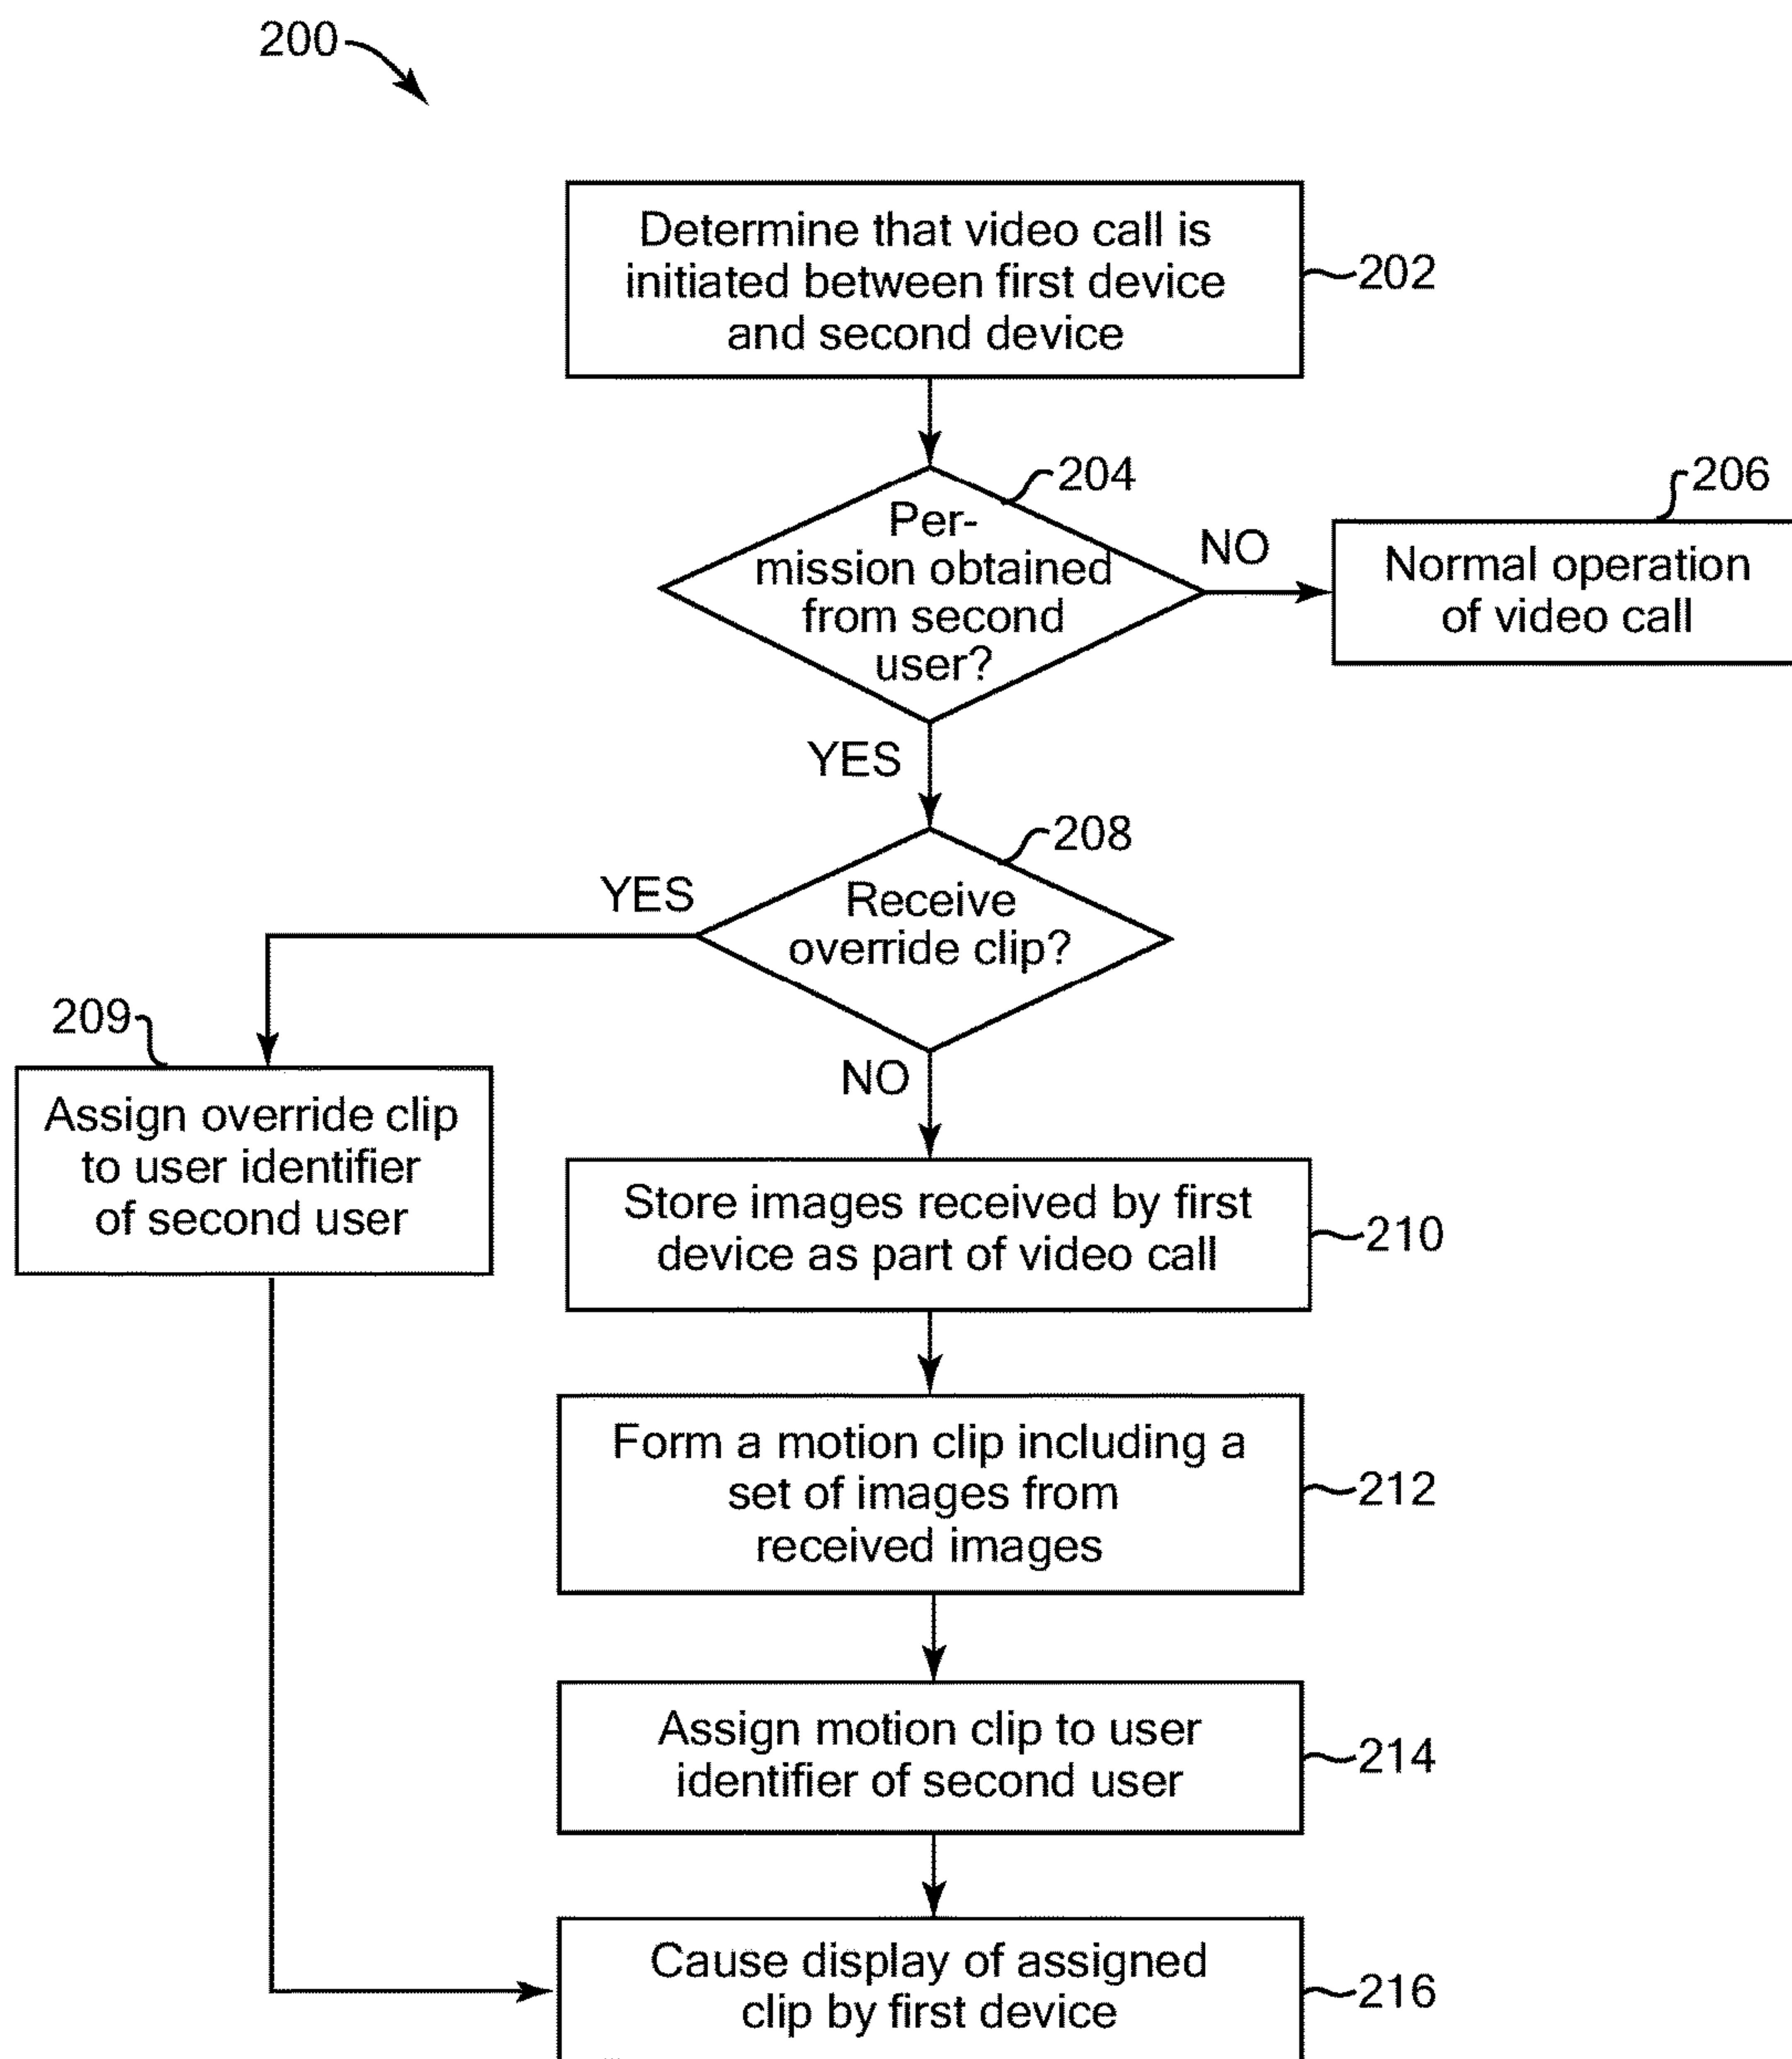 200
Determine that video call is
initiated between first device
and second device
202
204
Per-
mission obtained
from second
user?
NO
206
Normal operation
of video call
YES
208
Receive
override clip?
YES
209
Assign override clip
to user identifier
of second user
NO
Store images received by first
device as part of video call
210
Form a motion clip including a
set of images from
received images
212
Assign motion clip to user
identifier of second user
214
Cause display of assigned
clip by first device
216